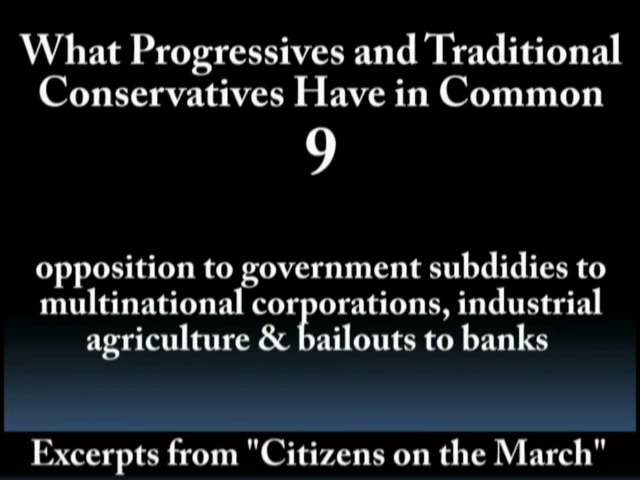 What Progressives and Traditional
Conservatives Have in Common
9
opposition to government subdidies to
multinational corporations, industrial
agriculture & bailouts to banks
Excerpts from "Citizens on the March"